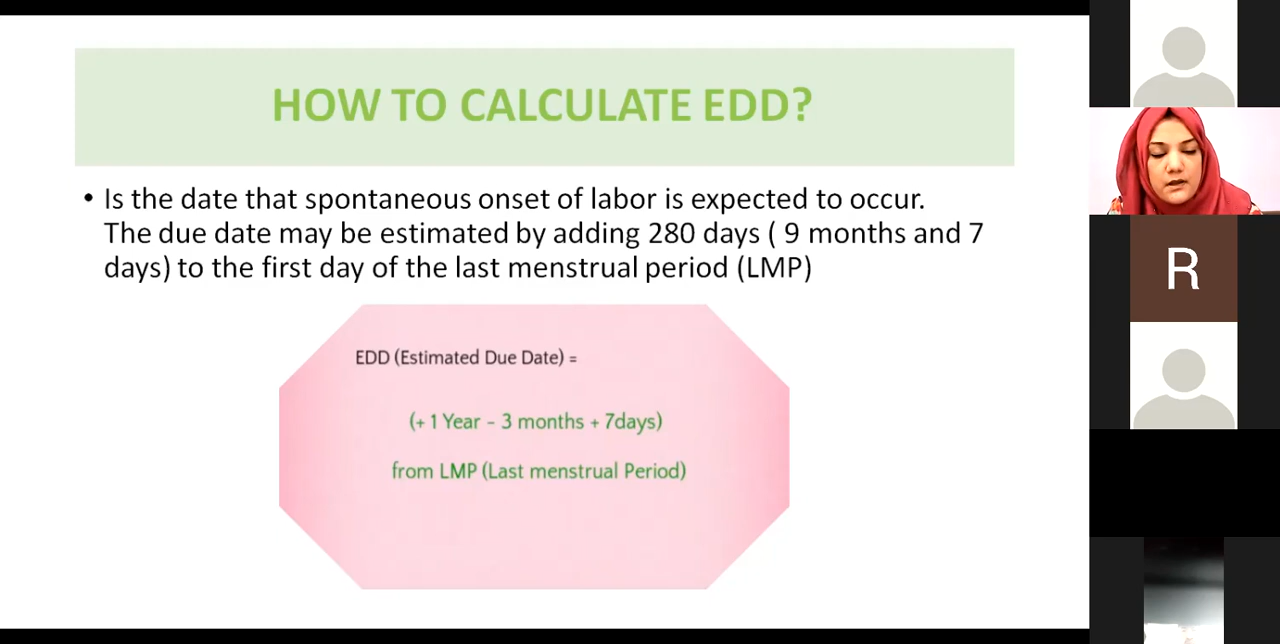 HOW TO CALCULATE EDD?
• Is the date that spontaneous onset of labor is expected to occur.
The due date may be estimated by adding 280 days ( 9 months and 7
days) to the first day of the last menstrual period (LMP)
EDD (Estimated Due Date) =
(+ 1 Year - 3 months + 7days)
from LMP (Last menstrual Period)
R